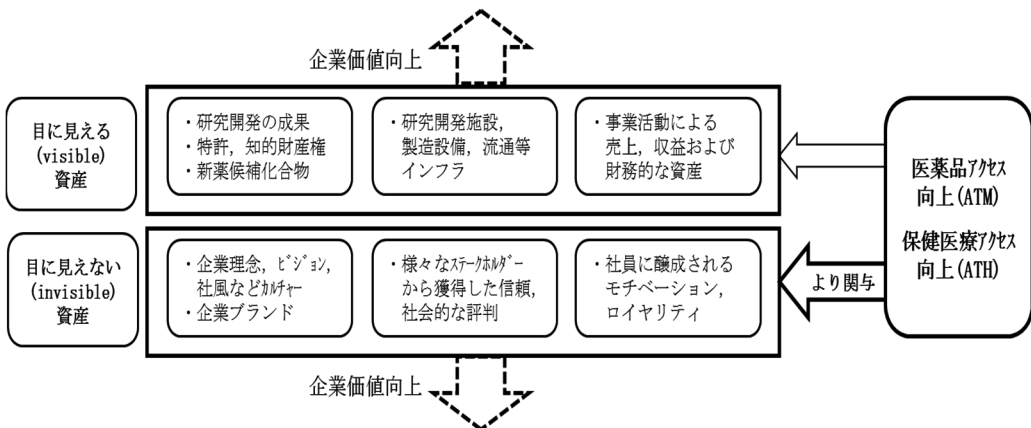 企業価値向上
目に見える
(visible)
資産
・研究開発の成果
・特許，知的財産権
・新薬候補化合物
・研究開発施設，
製造設備，流通等
インフラ
・事業活動による
売上，収益および
財務的な資産
医薬品ｱｸｾｽ
向上(ATM)
保健医療ｱｸｾｽ
向上(ATH)
目に見えない
(invisible)
資産
・企業理念，ﾋﾞｼﾞｮﾝ，
社風などｶﾙﾁｬｰ
・企業ブランド
・様々なｽﾃｰｸﾎﾙﾀﾞｰ
から獲得した信頼，
社会的な評判
・社員に醸成される
モチベーション，
ロイヤリティ
より関与
企業価値向上